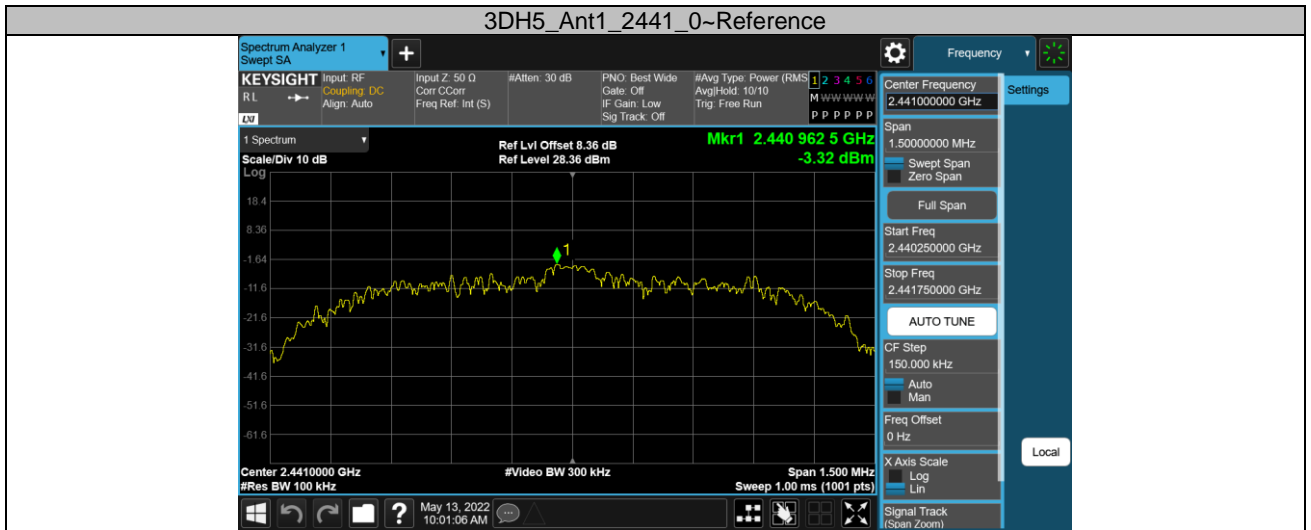 3DH5_Ant1_2441_0~Reference
Spectrum Analyzer 1
Swept SA
Frequency
KEYSIGHT
R L
LXI
Input: RF
Coupling: DC
Align: Auto
Input Z: 50 Ω
Corr CCorr
Freq Ref: Int (S)
#Atten: 30 dB
PNO: Best Wide
Gate: Off
IF Gain: Low
Sig Track: Off
#Avg Type: Power (RMS
Avg|Hold: 10/10
Trig: Free Run
1 2 3 4 5 6
M W W W W W
P P P P P P
1 Spectrum
Scale/Div 10 dB
Ref Lvl Offset 8.36 dB
Ref Level 28.36 dBm
Mkr1 2.440 962 5 GHz
-3.32 dBm
Log
18.4
8.36
-1.64
-11.6
-21.6
-31.6
-41.6
-51.6
-61.6
1
Center 2.4410000 GHz
#Res BW 100 kHz
#Video BW 300 kHz
Span 1.500 MHz
Sweep 1.00 ms (1001 pts)
May 13, 2022
10:01:06 AM
?
Center Frequency
2.441000000 GHz
Settings
Span
1.50000000 MHz
Swept Span
Zero Span
Full Span
Start Freq
2.440250000 GHz
Stop Freq
2.441750000 GHz
AUTO TUNE
CF Step
150.000 kHz
Auto
Man
Freq Offset
0 Hz
X Axis Scale
Log
Lin
Local
Signal Track
(Span Zoom)